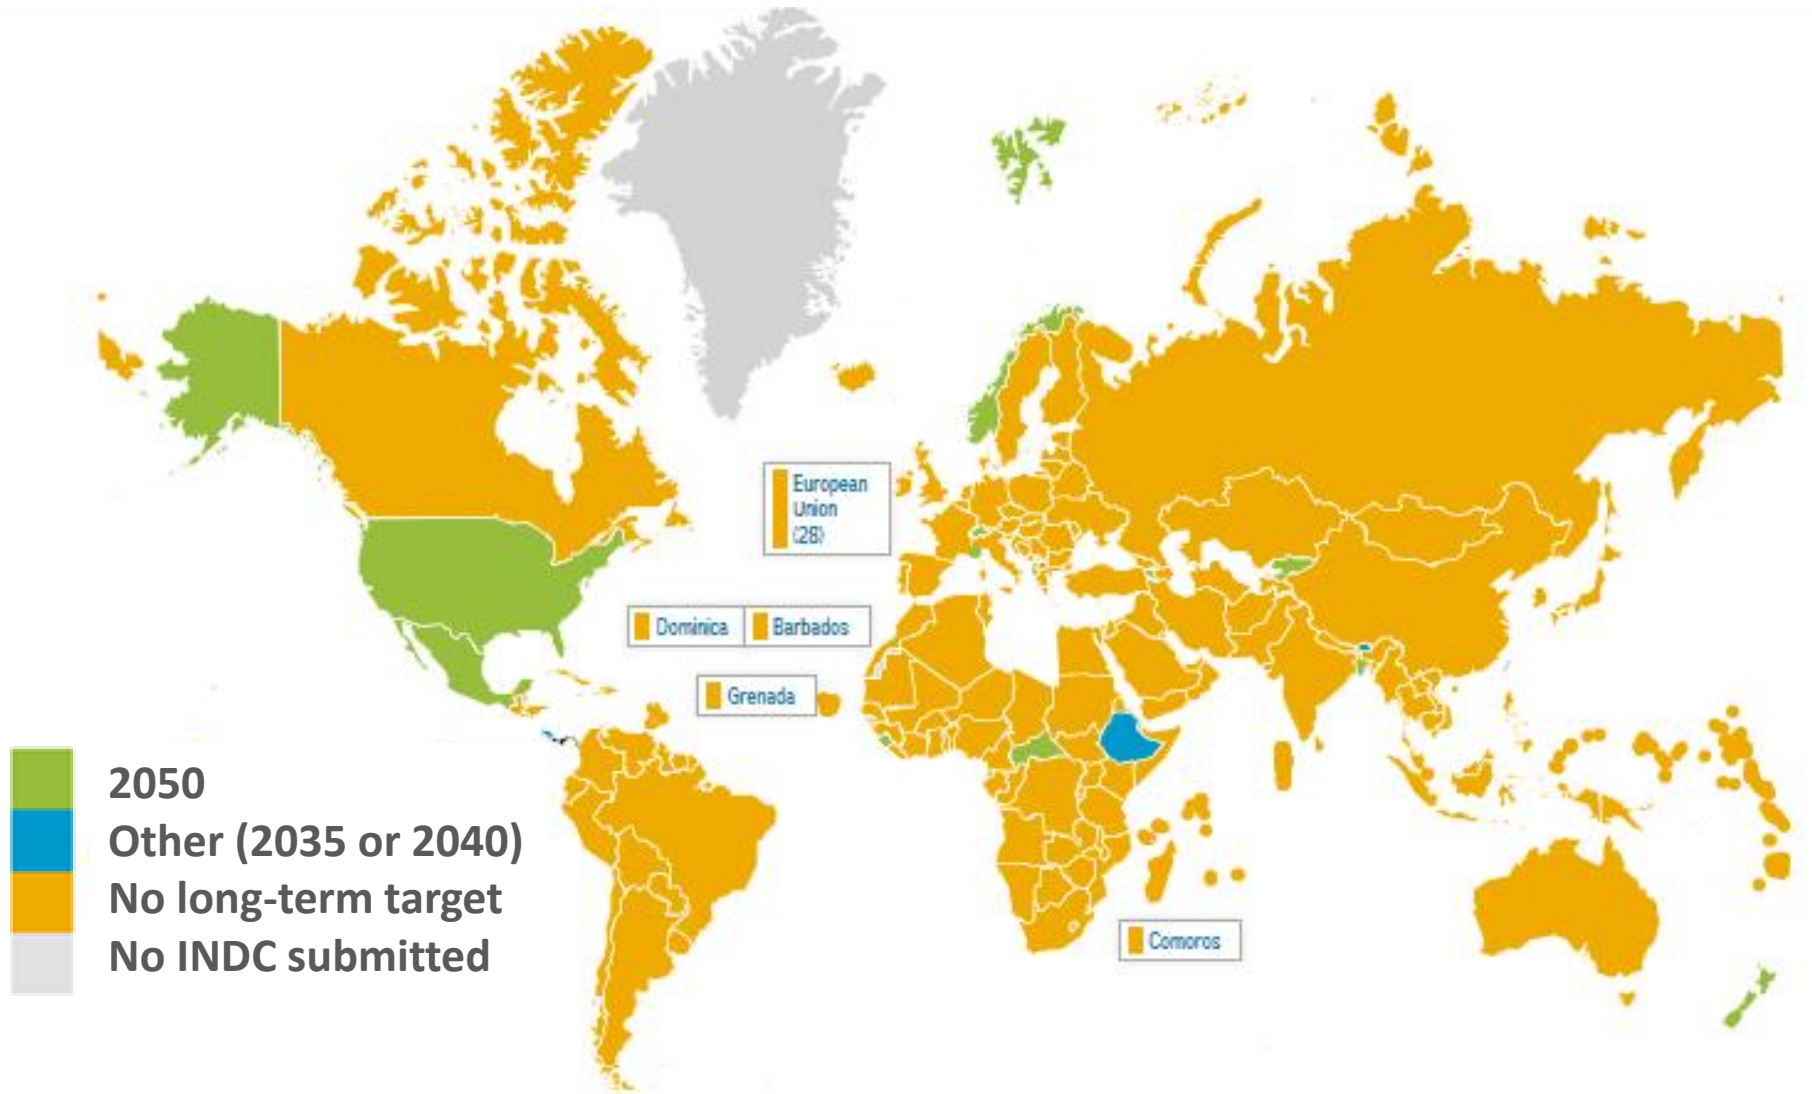 European
Union
(28)
Dominica
Barbados
Grenada
2050
Other (2035 or 2040)
No long-term target
No INDC submitted
Comoros